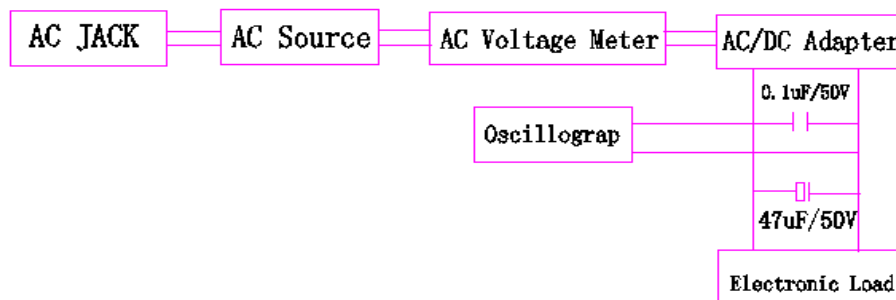 AC JACK
AC Source
AC Voltage Meter
AC/DC Adapter
0.1uF/50V
Oscillograp
47uF/50V
Electronic Load